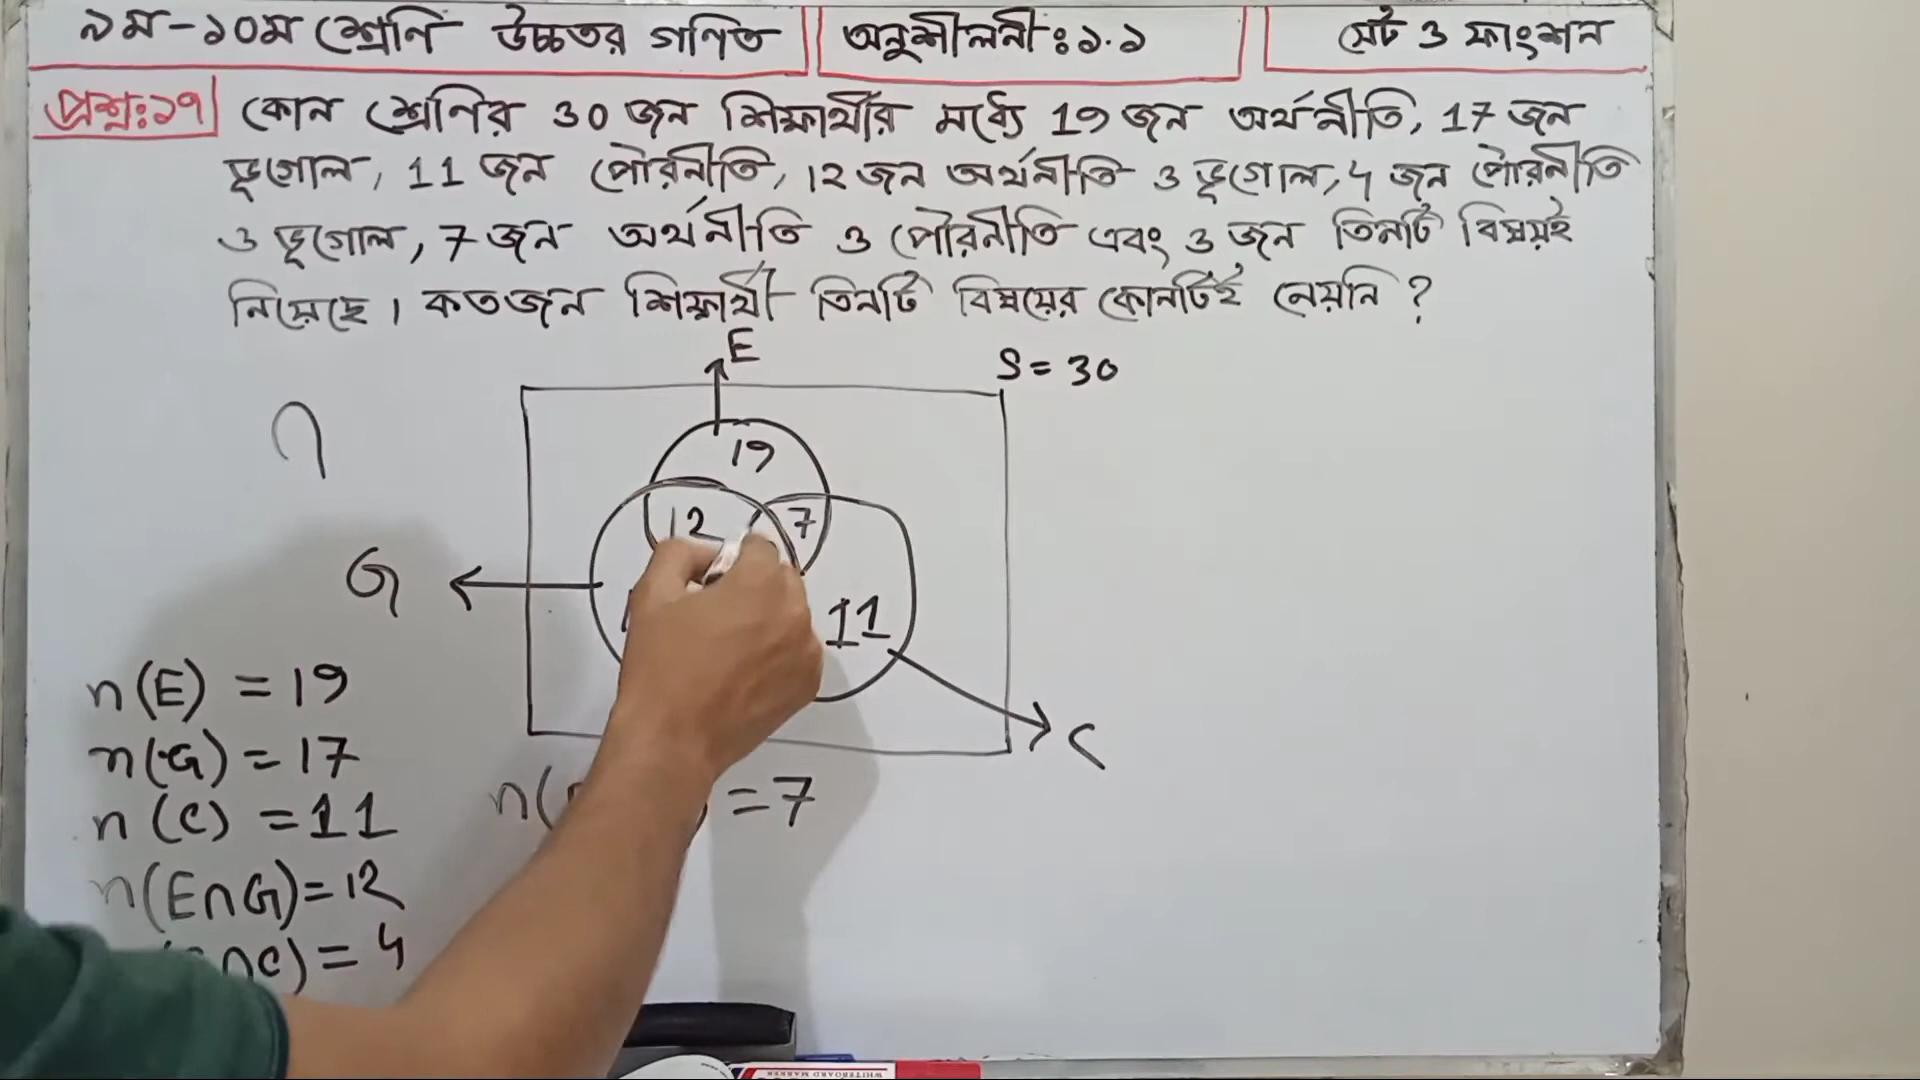 ৯ম-১০ম শ্রেণি উচ্চতর গণিত
অনুশীলনী: ১.১
সেট ও ফাংশন
প্রশ্ন:১৭
কোন শ্রেণির 30 জন শিক্ষার্থীর মধ্যে 19 জন অর্থনীতি, 17 জন
ভূগোল, 11 জন পৌরনীতি, 12 জন অর্থনীতি ও ভূগোল, 4 জন পৌরনীতি
ও ভূগোল, 7 জন অর্থনীতি ও পৌরনীতি এবং 3 জন তিনটি বিষয়ই
নিয়েছে। কতজন শিক্ষার্থী তিনটি বিষয়ের কোনটিই নেয়নি ?
E
S = 30
19
12
7
G
11
C
n(E) = 19
n(G) = 17
n(C) = 11
n(E∩G) = 12
∩C) = 4
n( ) = 7
WHITEBOARD MARKER